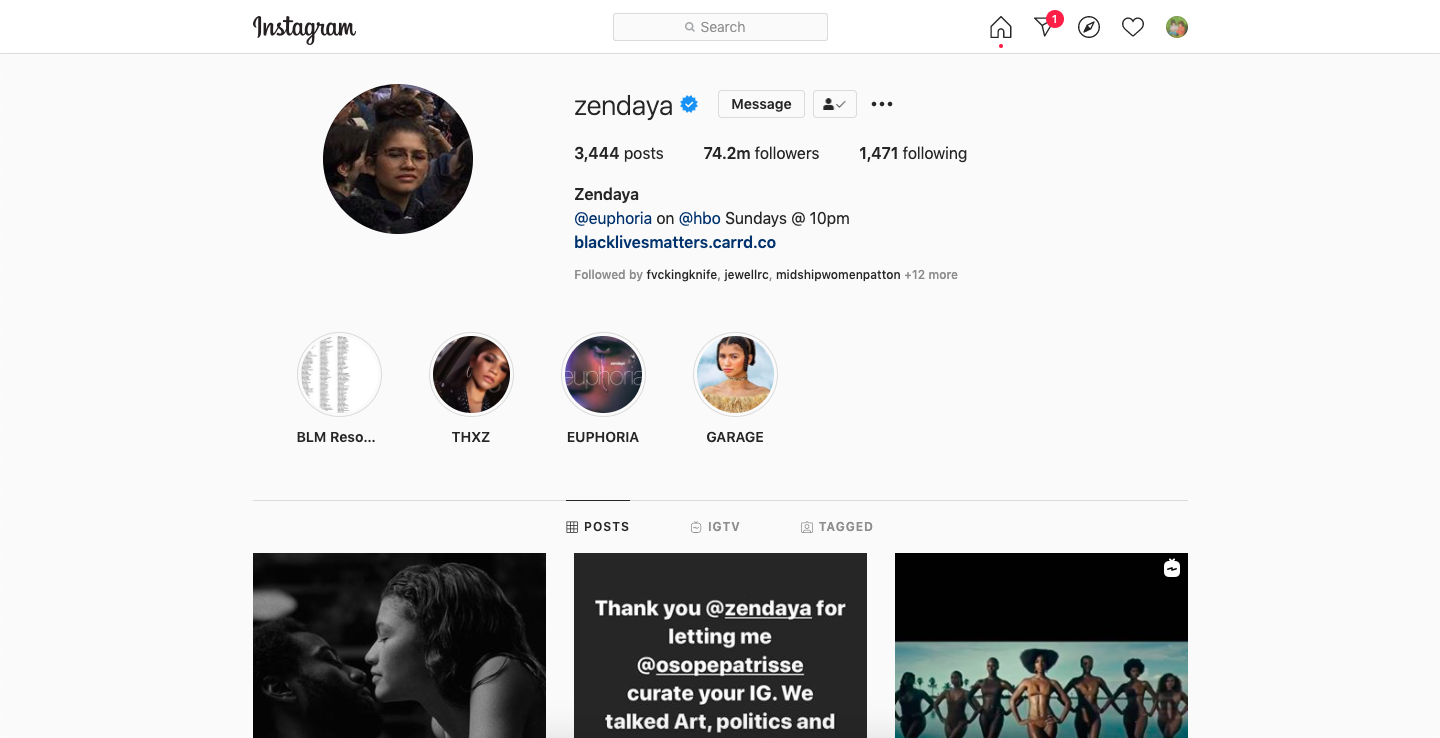 Instagram
Search
1
zendaya
Message
3,444 posts 74.2m followers 1,471 following
Zendaya
@euphoria on @hbo Sundays @ 10pm
blacklivesmatters.carrd.co
Followed by fvckingknife, jewellrc, midshipwomenpatton +12 more
euphoria
BLM Reso... THXZ EUPHORIA GARAGE
POSTS IGTV TAGGED
Thank you @zendaya for
letting me
@osopepatrisse
curate your IG. We
talked Art, politics and